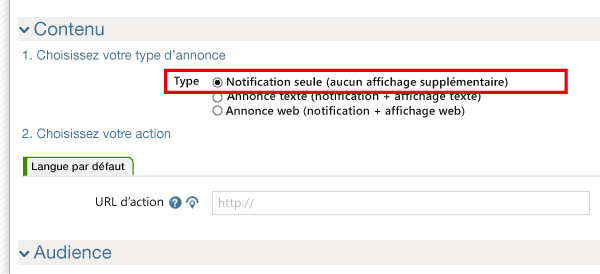 Contenu
1. Choisissez votre type d'annonce
Type Notification seule (aucun affichage supplémentaire)
Annonce texte (notification + affichage texte)
Annonce web (notification + affichage web)
2. Choisissez votre action
Langue par défaut
URL d'action ? http://
Audience